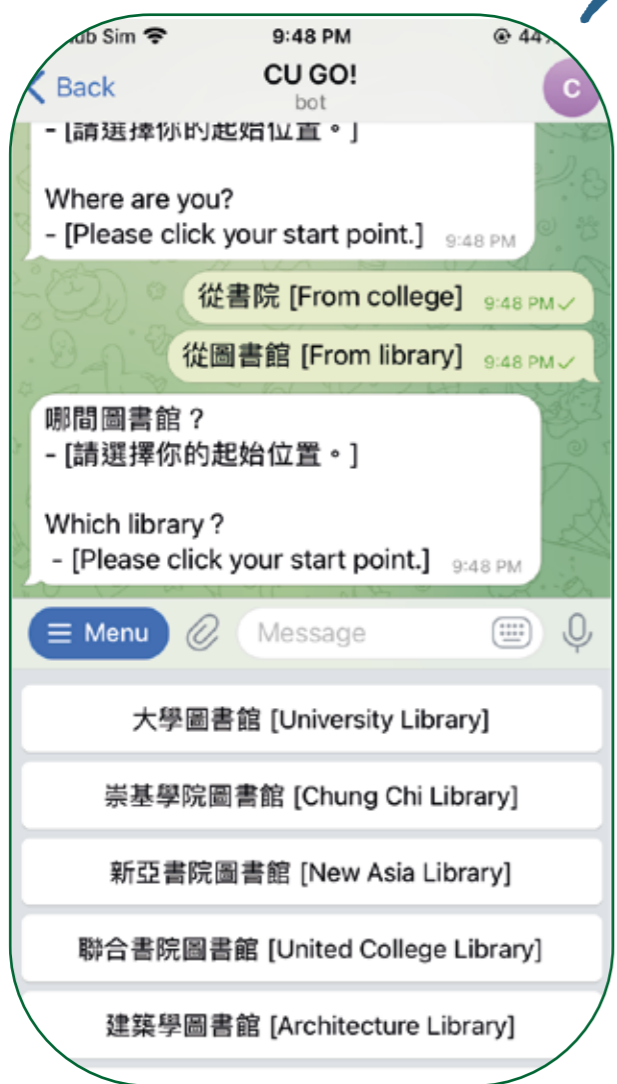 Sim
9:48 PM
44
Back
CU GO!
C
bot
- [請選擇你的起始位置。]
Where are you?
- [Please click your start point.] 9:48 PM
從書院 [From college] 9:48 PM
從圖書館 [From library] 9:48 PM
哪間圖書館？
- [請選擇你的起始位置。]
Which library ?
- [Please click your start point.] 9:48 PM
Menu
Message
大學圖書館 [University Library]
崇基學院圖書館 [Chung Chi Library]
新亞書院圖書館 [New Asia Library]
聯合書院圖書館 [United College Library]
建築學圖書館 [Architecture Library]